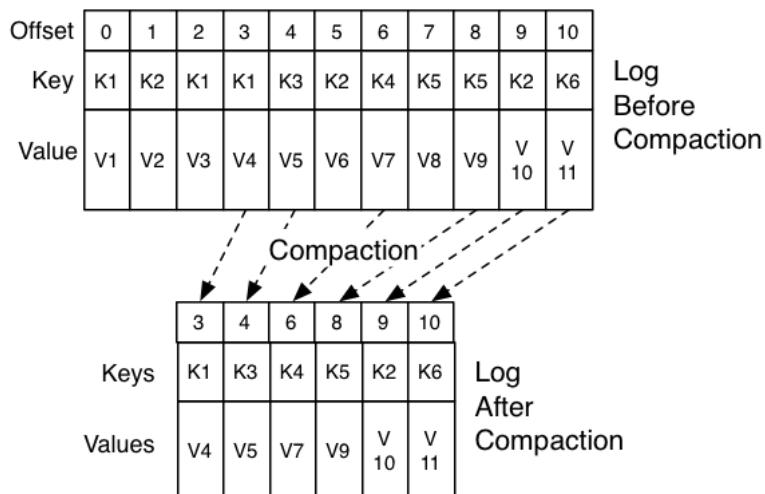 Offset 0 1 2 3 4 5 6 7 8 9 10
Key K1 K2 K1 K1 K3 K2 K4 K5 K5 K2 K6
Value V1 V2 V3 V4 V5 V6 V7 V8 V9 V 10 V 11
Log
Before
Compaction
Compaction
3 4 6 8 9 10
Keys K1 K3 K4 K5 K2 K6
Values V4 V5 V7 V9 V 10 V 11
Log
After
Compaction